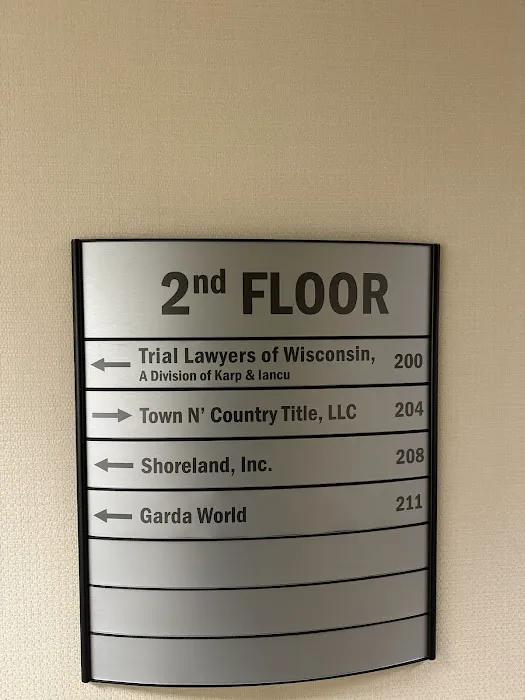 2nd FLOOR
← Trial Lawyers of Wisconsin, 200
A Division of Karp & Iancu
→ Town N' Country Title, LLC 204
← Shoreland, Inc. 208
← Garda World 211